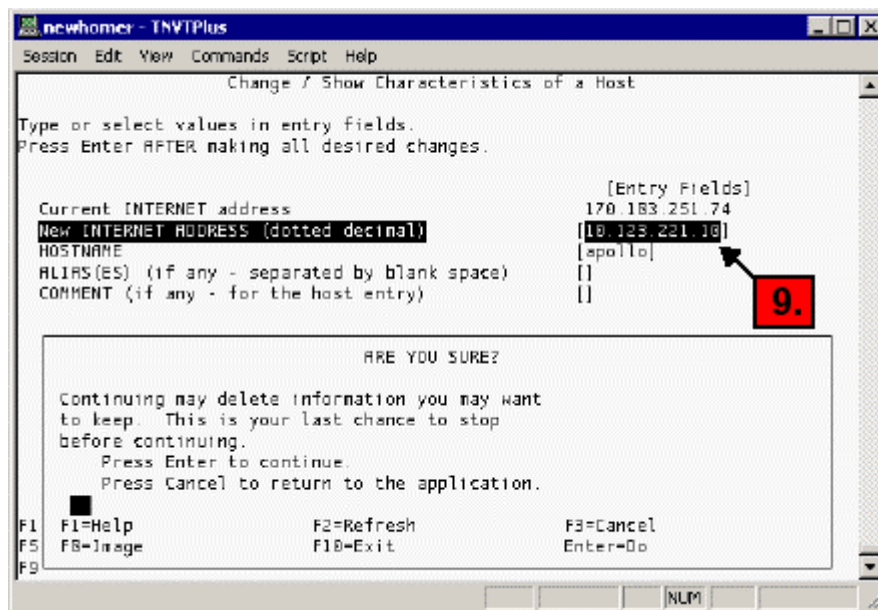 newhomer - TNVTPlus
Session Edit View Commands Script Help
Change / Show Characteristics of a Host
Type or select values in entry fields.
Press Enter AFTER making all desired changes.
[Entry Fields]
Current INTERNET address 170.183.251.74
New INTERNET ADDRESS (dotted decimal) [10.123.221.10]
HOSTNAME [apollo]
ALIAS(ES) (if any - separated by blank space) []
COMMENT (if any - for the host entry) []
9.
ARE YOU SURE?
Continuing may delete information you may want
to keep. This is your last chance to stop
before continuing.
Press Enter to continue.
Press Cancel to return to the application.
F1 F1=Help F2=Refresh F3=Cancel
F5 F8=Image F10=Exit Enter=Do
F9
NUM